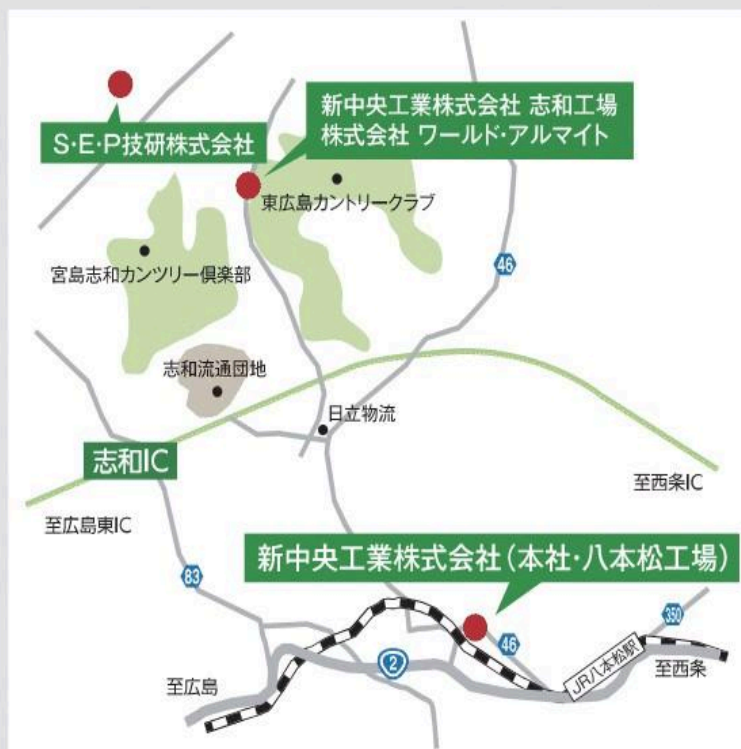 新中央工業株式会社 志和工場
株式会社 ワールド・アルマイト
S・E・P技研株式会社
東広島カントリークラブ
46
宮島志和カンツリー倶楽部
志和流通団地
日立物流
志和IC
至西条IC
至広島東IC
新中央工業株式会社（本社・八本松工場）
83
350
46
2
JR八本松駅
至西条
至広島